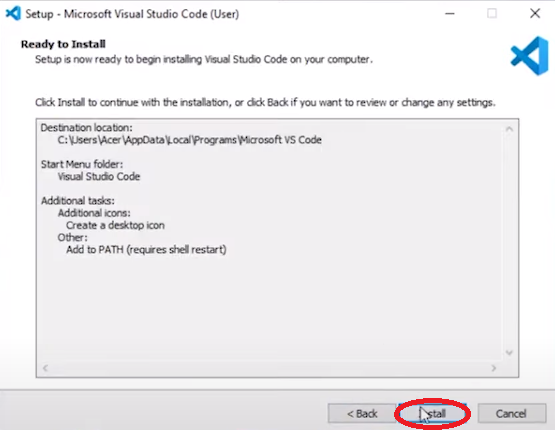 Setup - Microsoft Visual Studio Code (User)
Ready to Install
Setup is now ready to begin installing Visual Studio Code on your computer.
Click Install to continue with the installation, or click Back if you want to review or change any settings.
Destination location:
C:\Users\Acer\AppData\Local\Programs\Microsoft VS Code
Start Menu folder:
Visual Studio Code
Additional tasks:
Additional icons:
Create a desktop icon
Other:
Add to PATH (requires shell restart)
< Back
Install
Cancel